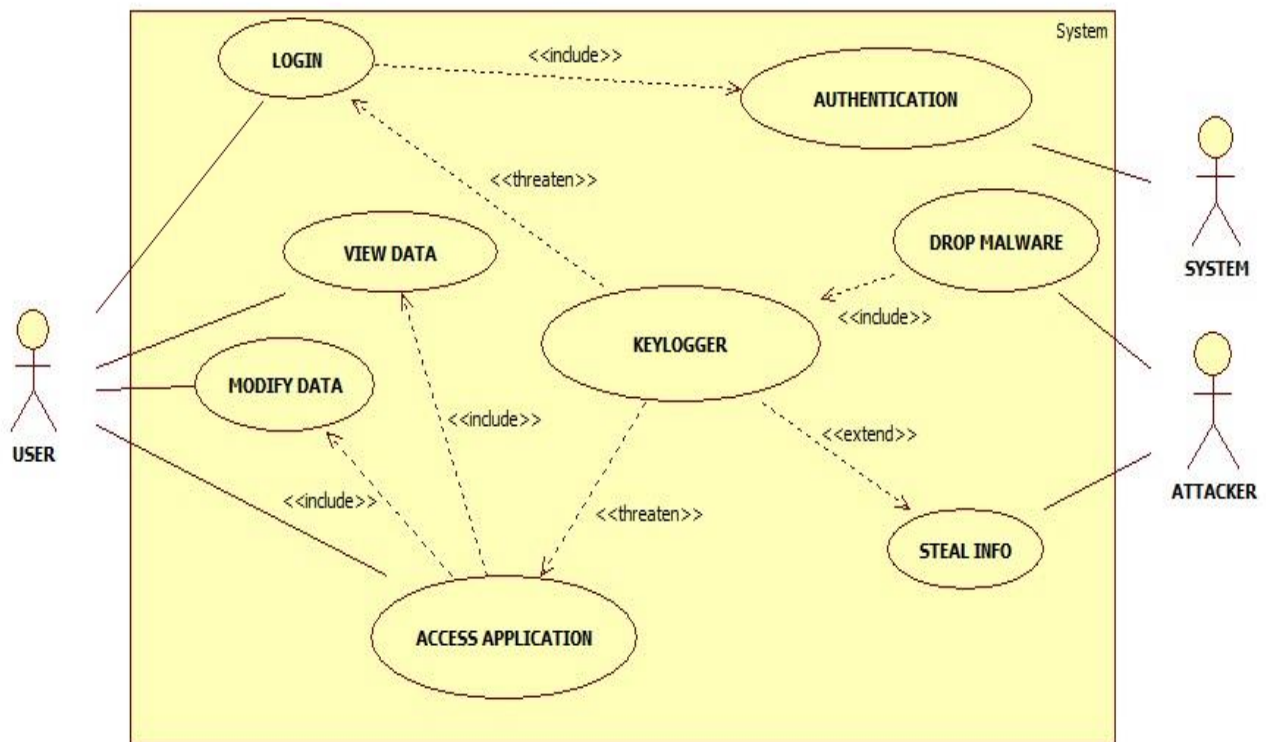 System
LOGIN
<<include>>
AUTHENTICATION
<<threaten>>
VIEW DATA
DROP MALWARE
SYSTEM
<<include>>
KEYLOGGER
MODIFY DATA
USER
<<include>>
<<extend>>
ATTACKER
<<include>>
<<threaten>>
STEAL INFO
ACCESS APPLICATION